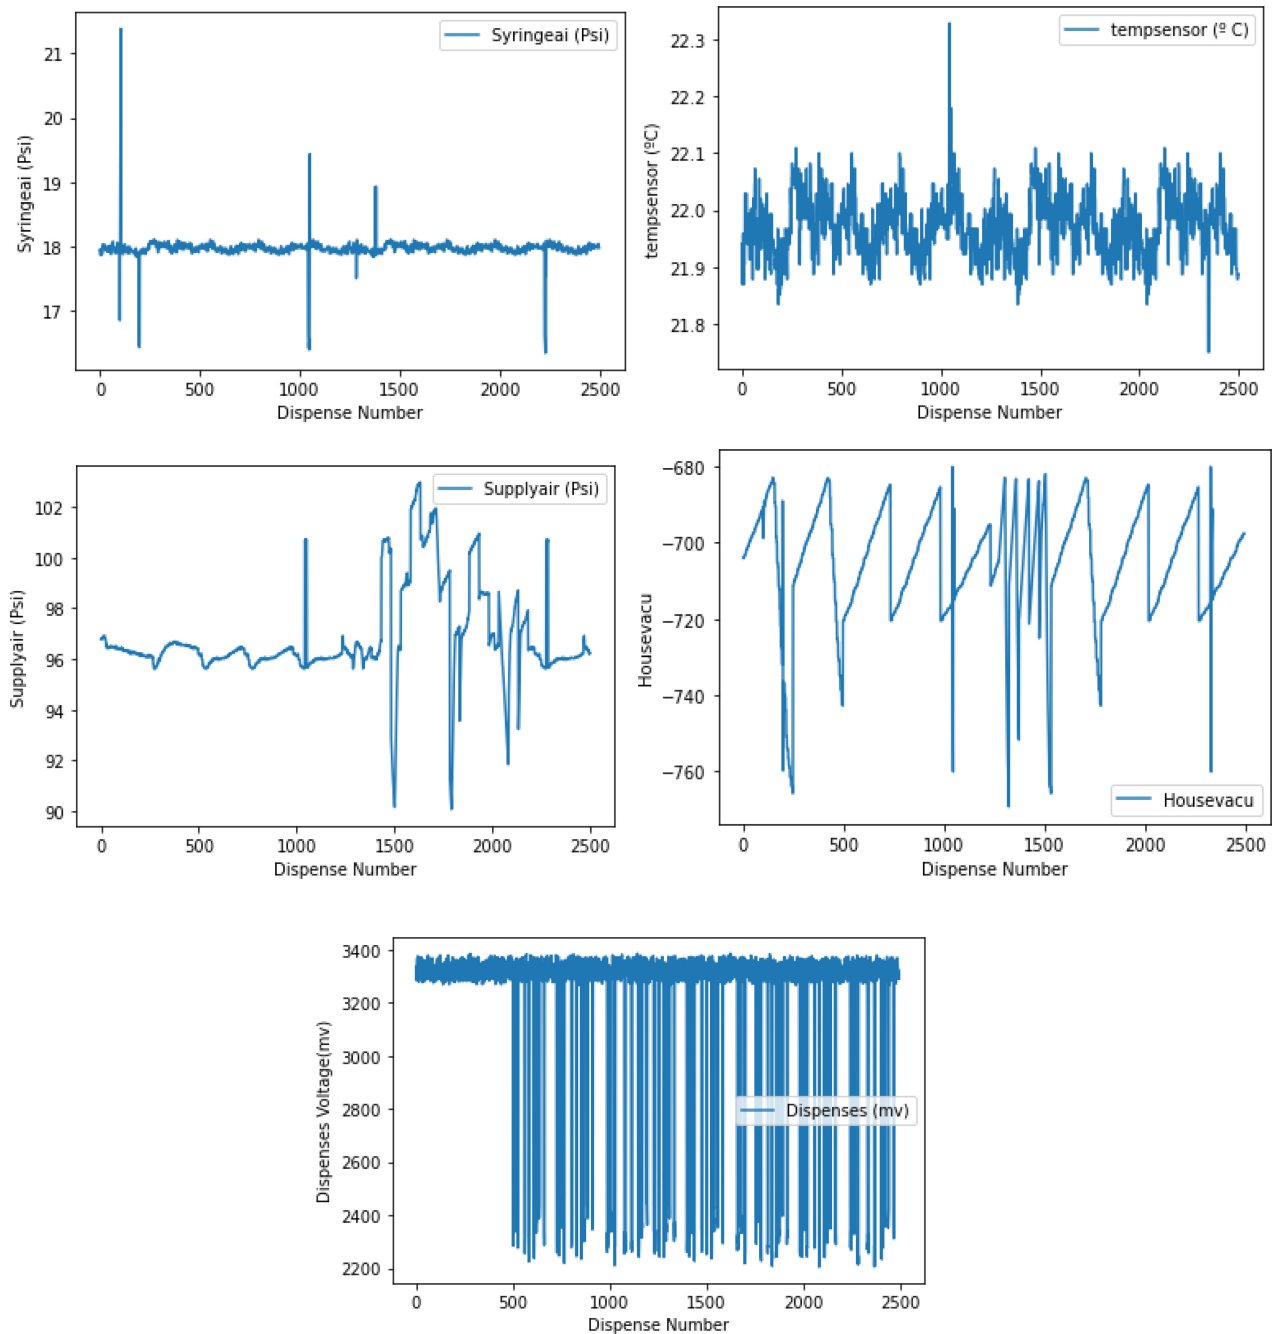 Syringeai (Psi)
Syringeai (Psi)
21
20
19
18
17
0 500 1000 1500 2000 2500
Dispense Number
tempsensor (º C)
tempsensor (ºC)
22.3
22.2
22.1
22.0
21.9
21.8
0 500 1000 1500 2000 2500
Dispense Number
Supplyair (Psi)
Supplyair (Psi)
102
100
98
96
94
92
90
0 500 1000 1500 2000 2500
Dispense Number
Housevacu
−680
−700
−720
−740
−760
Housevacu
0 500 1000 1500 2000 2500
Dispense Number
Dispenses Voltage(mv)
3400
3200
3000
2800
2600
2400
2200
Dispenses (mv)
0 500 1000 1500 2000 2500
Dispense Number